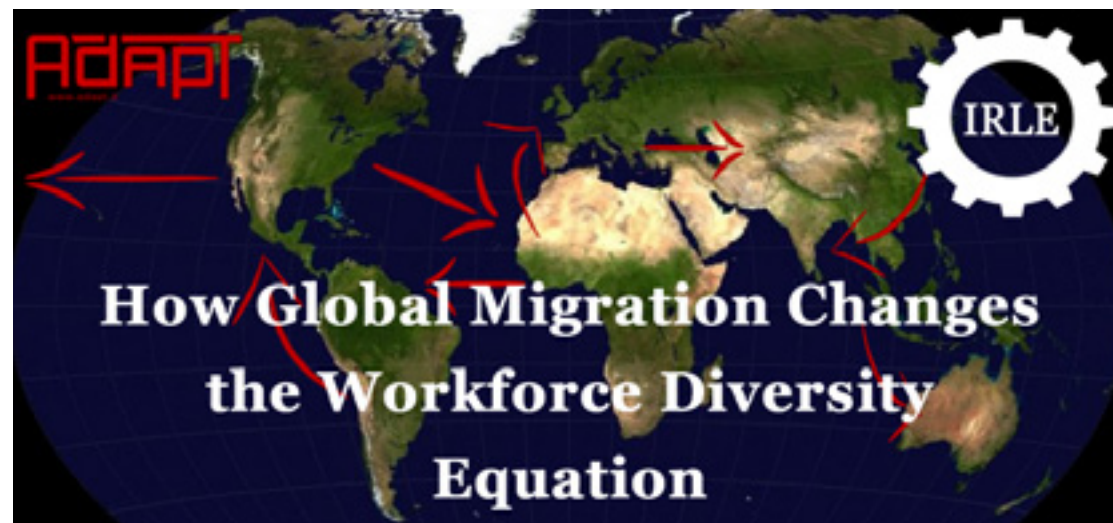 ADAPT
IRLE
How Global Migration Changes
the Workforce Diversity
Equation